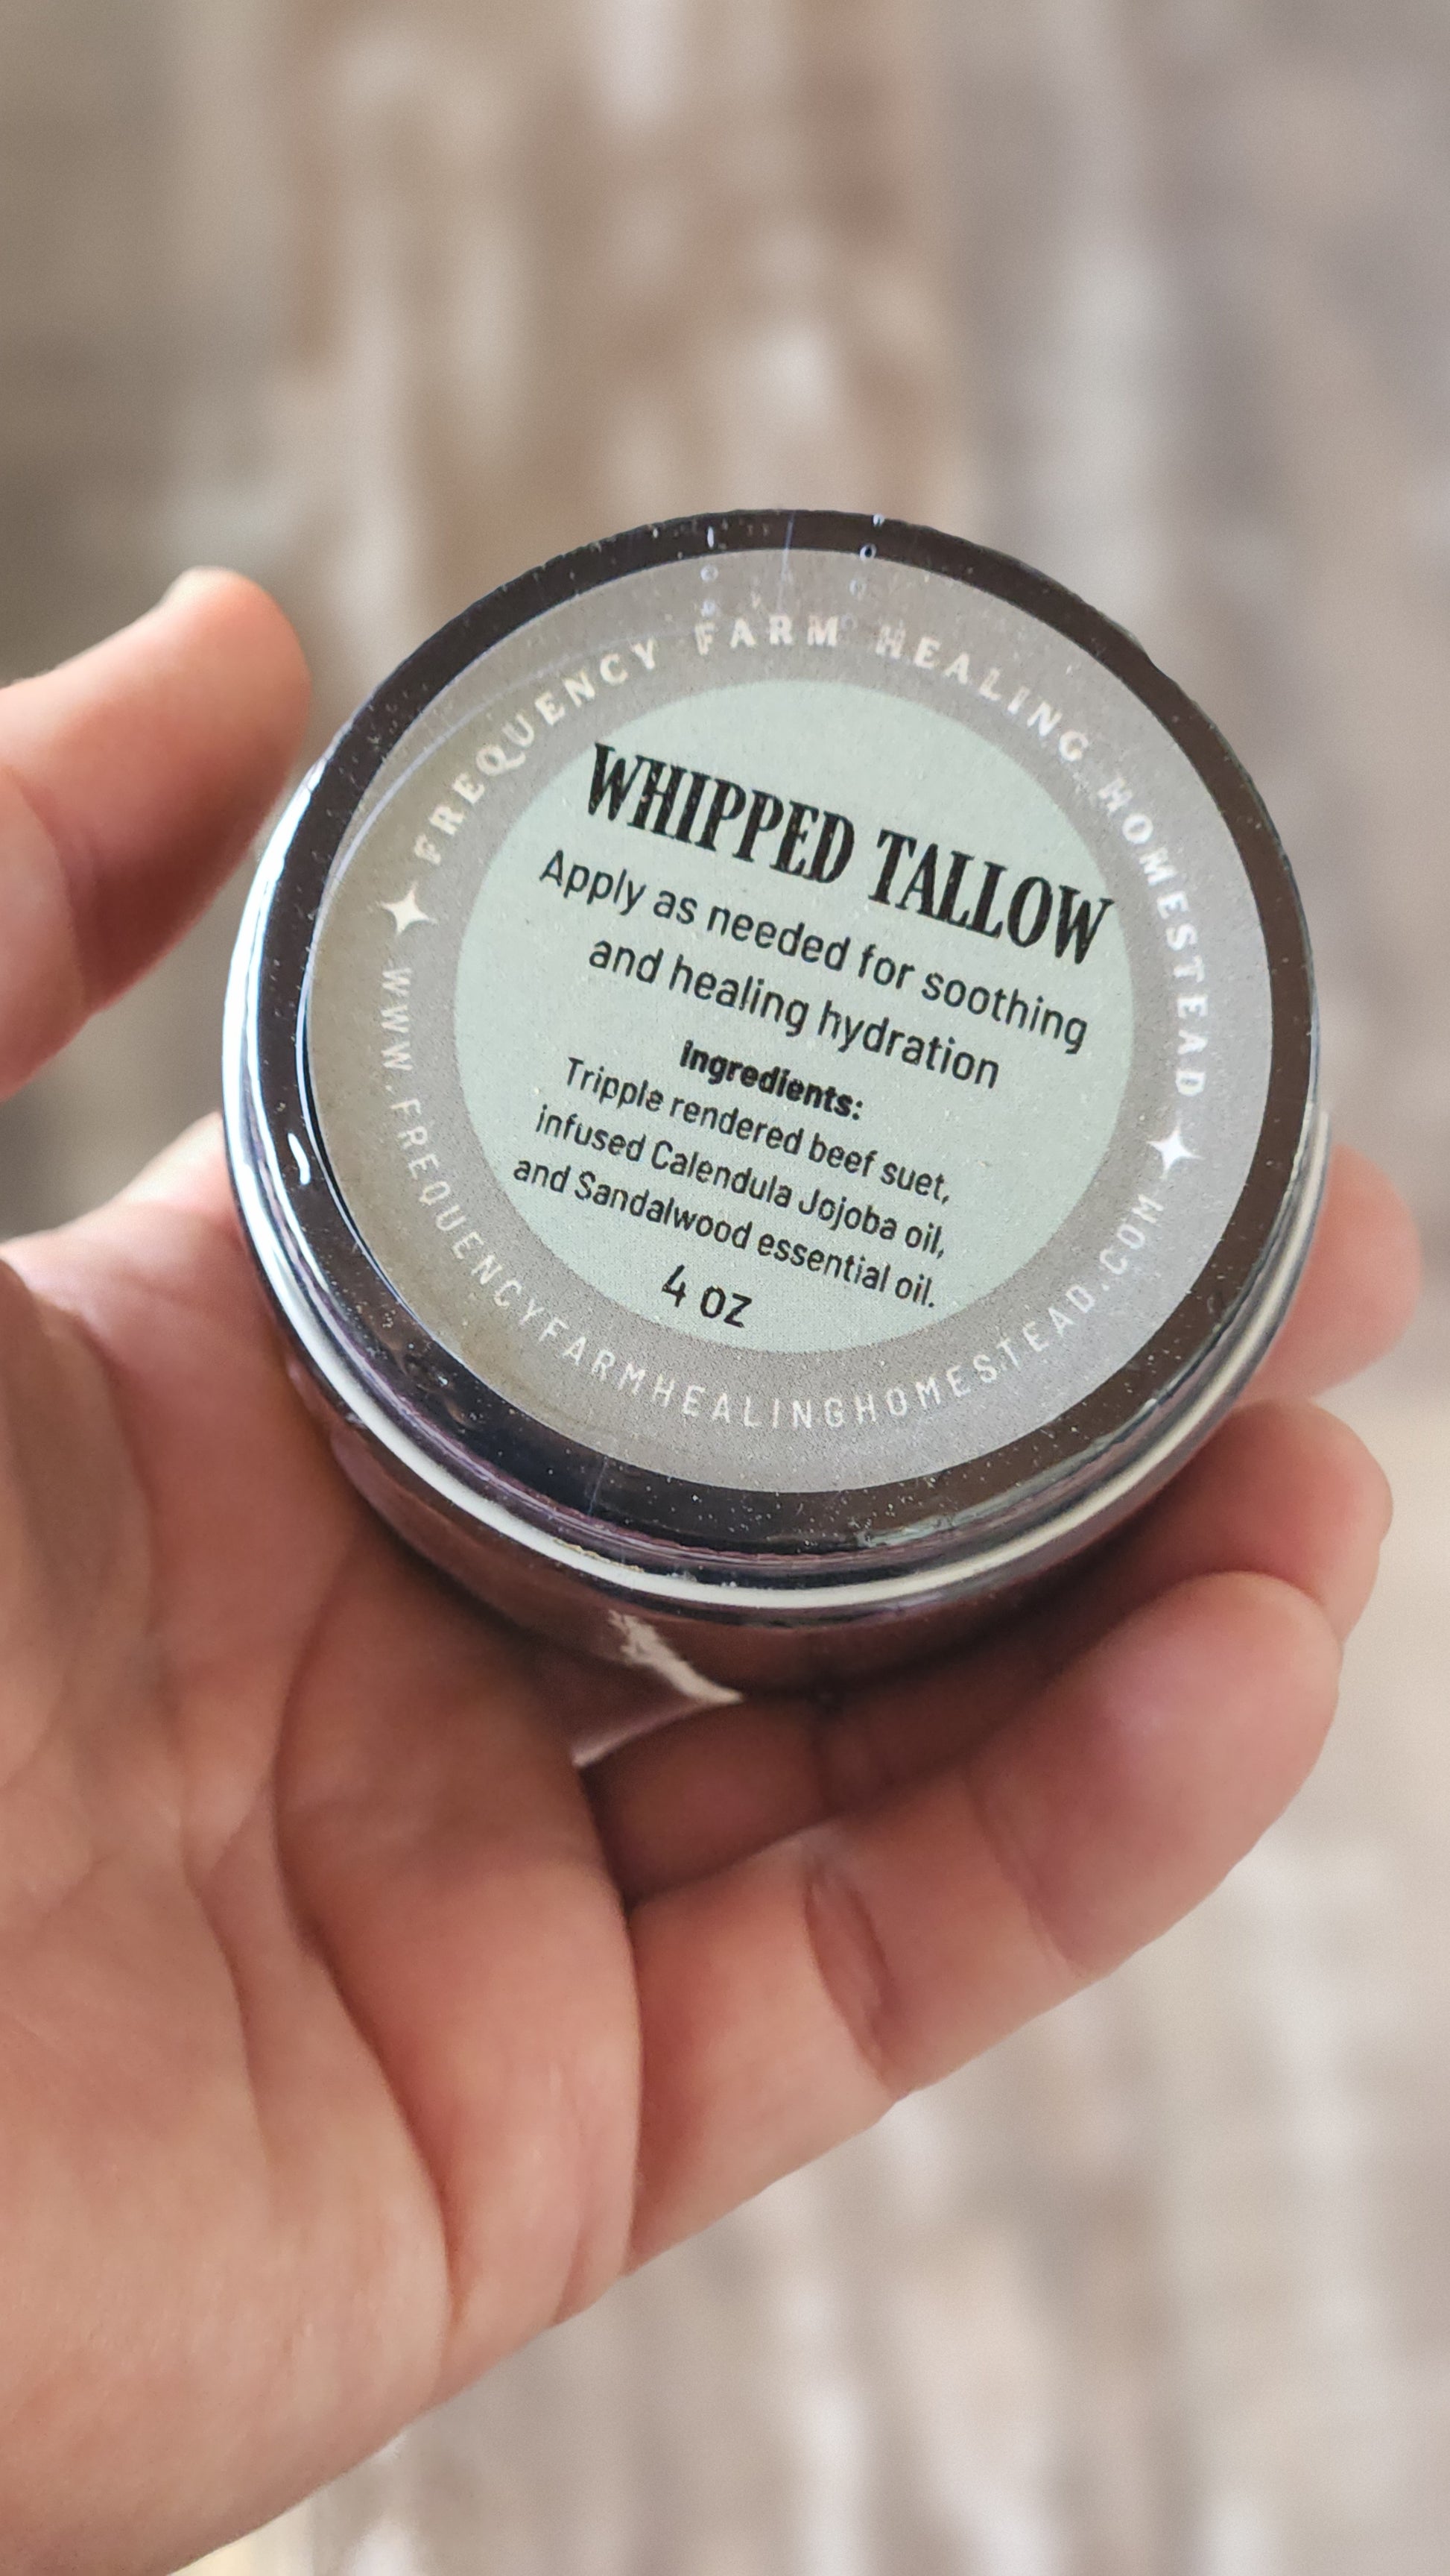 FREQUENCY FARM HEALING HOMESTEAD
WHIPPED TALLOW
Apply as needed for soothing
and healing hydration
Ingredients:
Tripple rendered beef suet,
infused Calendula Jojoba oil,
and Sandalwood essential oil.
4 oz
WWW.FREQUENCYFARMHEALINGHOMESTEAD.COM